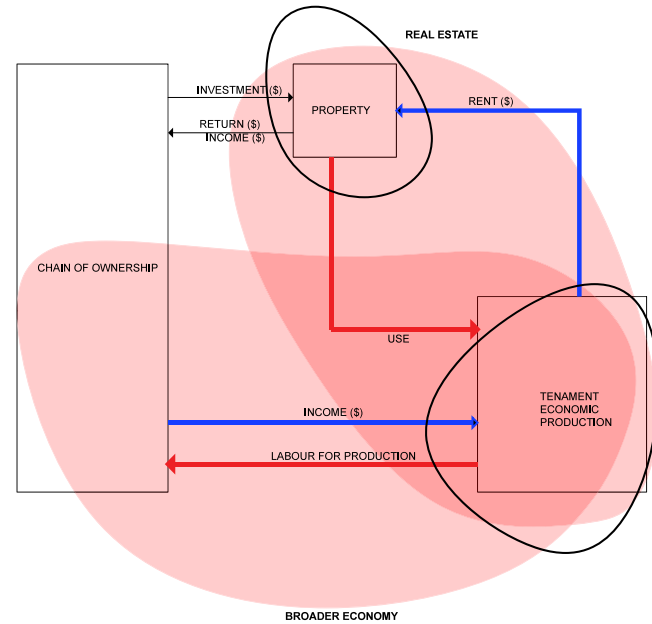 REAL ESTATE
INVESTMENT ($)
PROPERTY
RENT ($)
RETURN ($)
INCOME ($)
CHAIN OF OWNERSHIP
USE
TENAMENT
ECONOMIC
PRODUCTION
INCOME ($)
LABOUR FOR PRODUCTION
BROADER ECONOMY